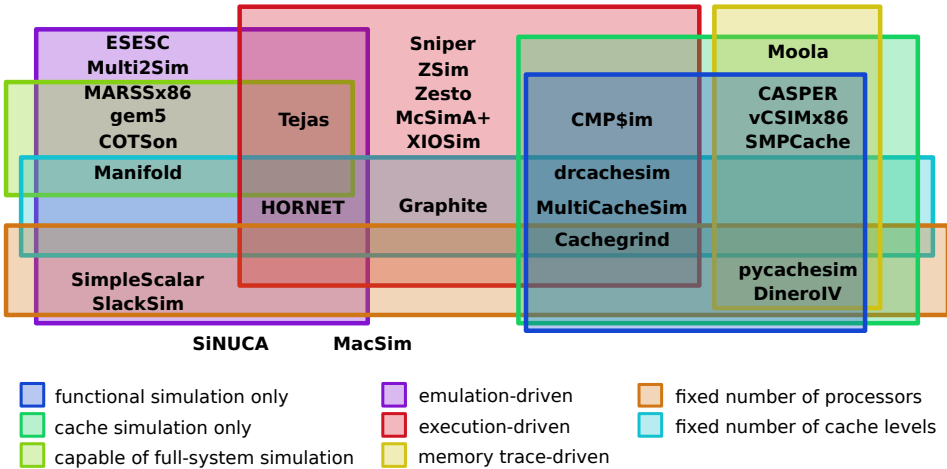 ESESC
Multi2Sim
MARSSx86
gem5
COTSon
Manifold
Tejas
HORNET
SimpleScalar
SlackSim
Sniper
ZSim
Zesto
McSimA+
XIOSim
Graphite
CMP$im
drcachesim
MultiCacheSim
Cachegrind
Moola
CASPER
vCSIMx86
SMPCache
pycachesim
DineroIV
SiNUCA
MacSim
functional simulation only
cache simulation only
capable of full-system simulation
emulation-driven
execution-driven
memory trace-driven
fixed number of processors
fixed number of cache levels